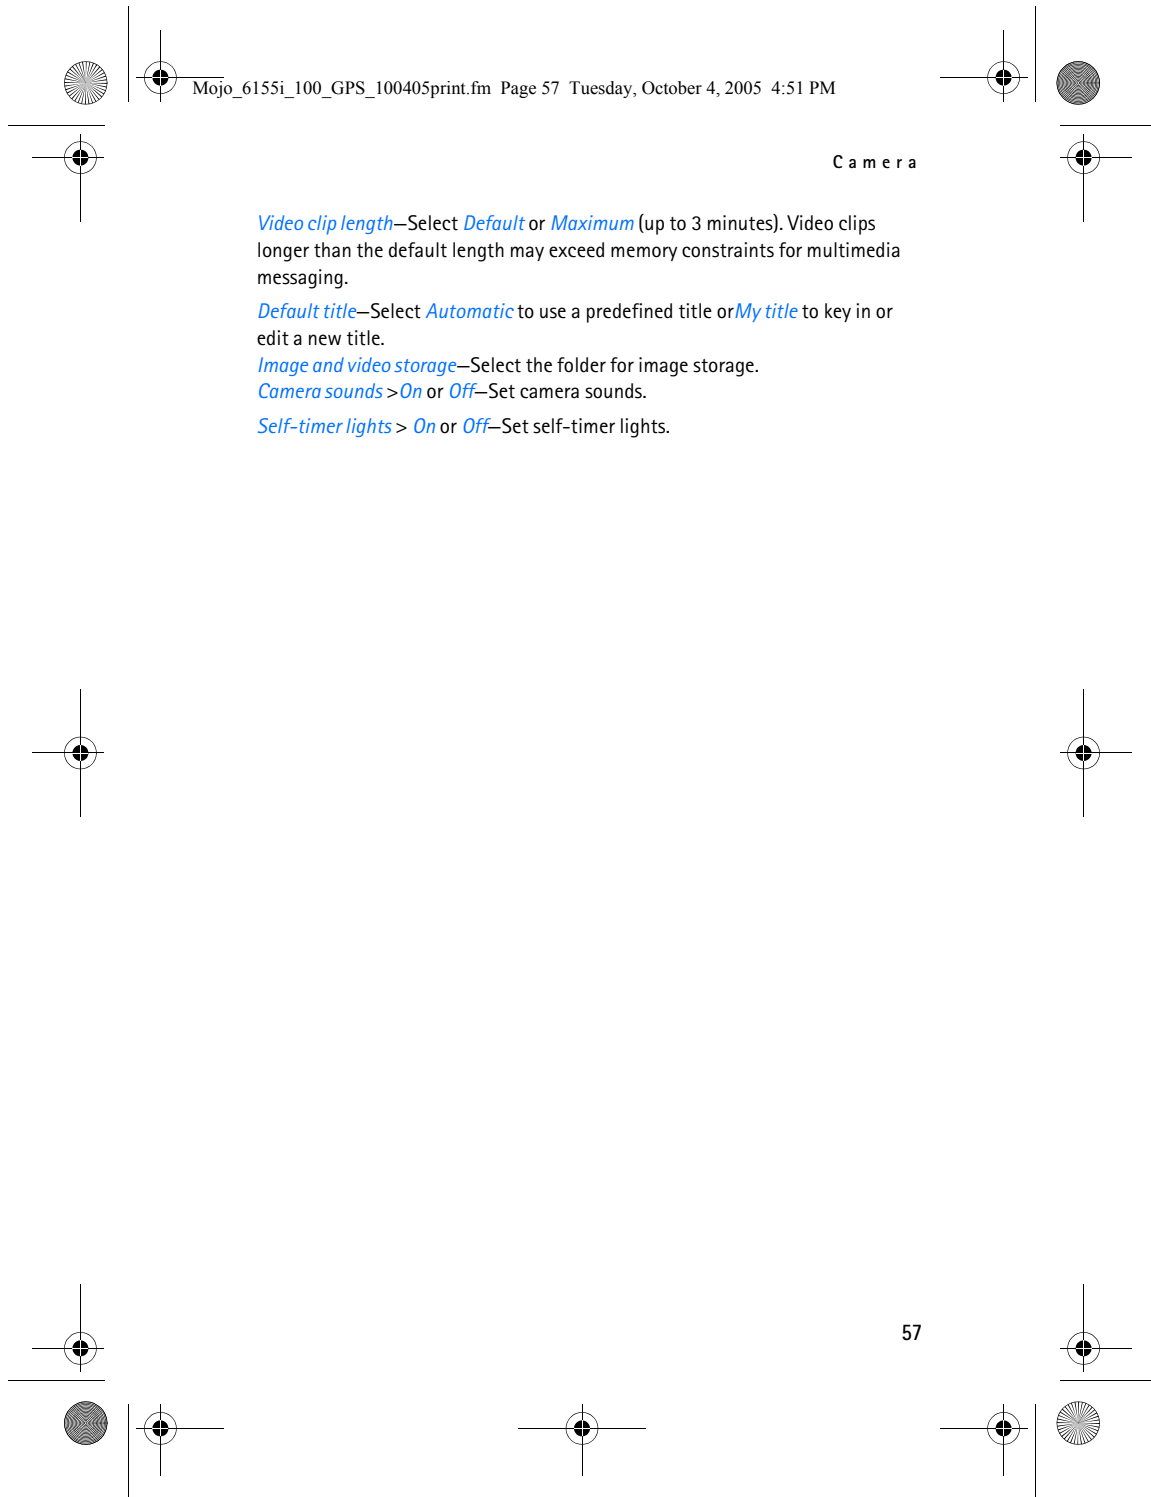 Mojo_6155i_100_GPS_100405print.fm  Page 57  Tuesday, October 4, 2005  4:51 PM
Camera
Video clip length—Select Default or Maximum (up to 3 minutes). Video clips
longer than the default length may exceed memory constraints for multimedia
messaging.
Default title—Select Automatic to use a predefined title orMy title to key in or
edit a new title.
Image and video storage—Select the folder for image storage.
Camera sounds >On or Off—Set camera sounds.
Self-timer lights > On or Off—Set self-timer lights.
57